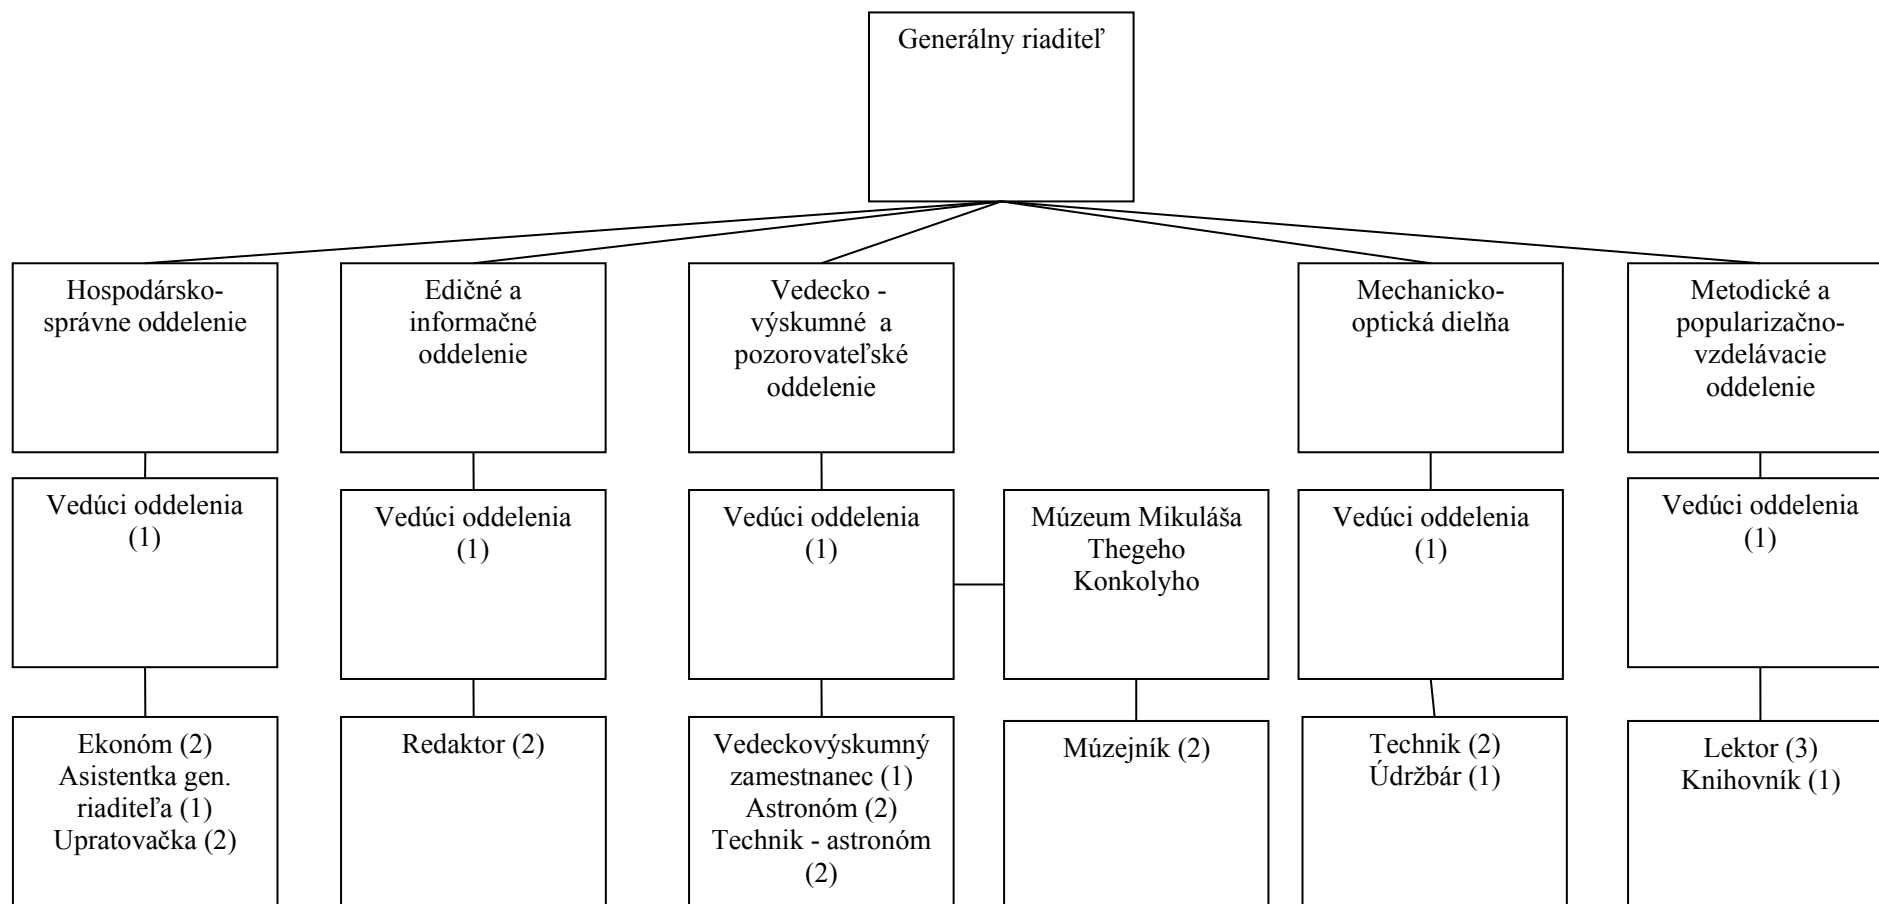 Generálny riaditeľ
Hospodársko-
správne oddelenie
Edičné a
informačné
oddelenie
Vedecko -
výskumné a
pozorovateľské
oddelenie
Mechanicko-
optická dielňa
Metodické a
popularizačno-
vzdelávacie
oddelenie
Vedúci oddelenia
(1)
Vedúci oddelenia
(1)
Vedúci oddelenia
(1)
Múzeum Mikuláša
Thegeho
Konkolyho
Vedúci oddelenia
(1)
Vedúci oddelenia
(1)
Ekonóm (2)
Asistentka gen.
riaditeľa (1)
Upratovačka (2)
Redaktor (2)
Vedeckovýskumný
zamestnanec (1)
Astronóm (2)
Technik - astronóm
(2)
Múzejník (2)
Technik (2)
Údržbár (1)
Lektor (3)
Knihovník (1)